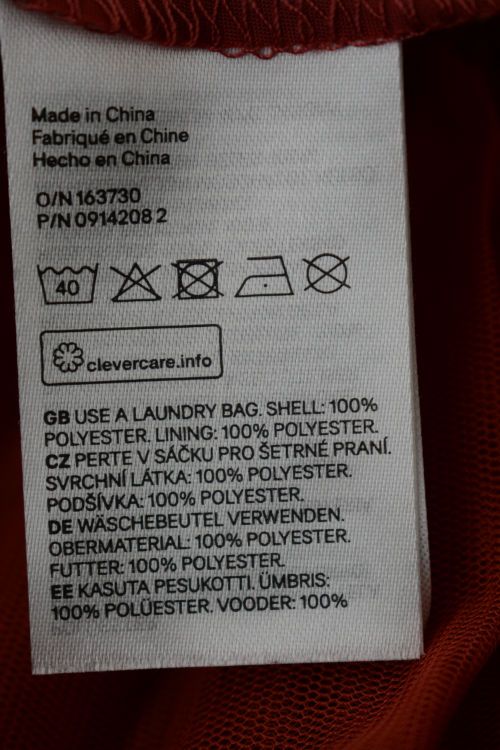 Made in China
Fabriqué en Chine
Hecho en China
O/N 163730
P/N 0914208 2
40
clevercare.info
GB USE A LAUNDRY BAG. SHELL: 100%
POLYESTER. LINING: 100% POLYESTER.
CZ PERTE V SÁČKU PRO ŠETRNÉ PRANÍ.
SVRCHNÍ LÁTKA: 100% POLYESTER.
PODŠÍVKA: 100% POLYESTER.
DE WÄSCHEBEUTEL VERWENDEN.
OBERMATERIAL: 100% POLYESTER.
FUTTER: 100% POLYESTER.
EE KASUTA PESUKOTTI. ÜMBRIS:
100% POLÜESTER. VOODER: 100%